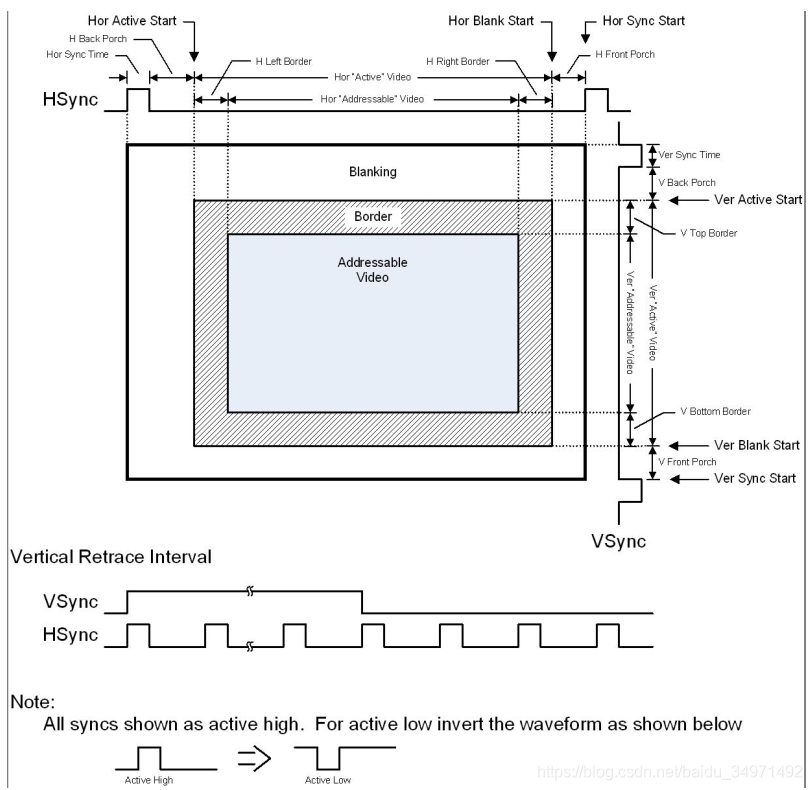 Hor Active Start
Hor Blank Start
Hor Sync Start
H Back Porch
Hor Sync Time
H Left Border
Hor "Active" Video
H Right Border
H Front Porch
HSync
Hor "Addressable" Video
Blanking
Border
Addressable
Video
Ver Sync Time
V Back Porch
Ver Active Start
V Top Border
Ver "Addressable" Video
Ver "Active" Video
V Bottom Border
Ver Blank Start
V Front Porch
Ver Sync Start
VSync
Vertical Retrace Interval
VSync
HSync
Note:
All syncs shown as active high. For active low invert the waveform as shown below
Active High
Active Low
https://blog.csdn.net/baidu_34971492